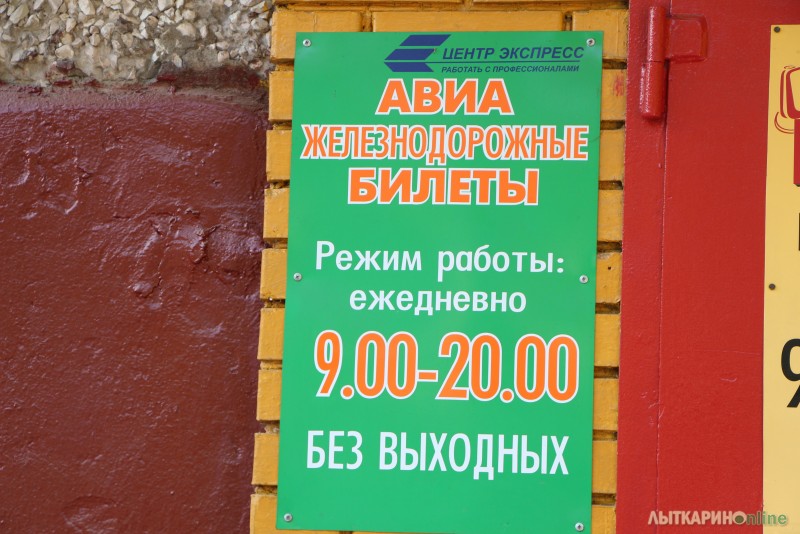 ЦЕНТР ЭКСПРЕСС
РАБОТАТЬ С ПРОФЕССИОНАЛАМИ
АВИА
ЖЕЛЕЗНОДОРОЖНЫЕ
БИЛЕТЫ
Режим работы:
ежедневно
9.00-20.00
БЕЗ ВЫХОДНЫХ
ЛЫТКАРИНОonline